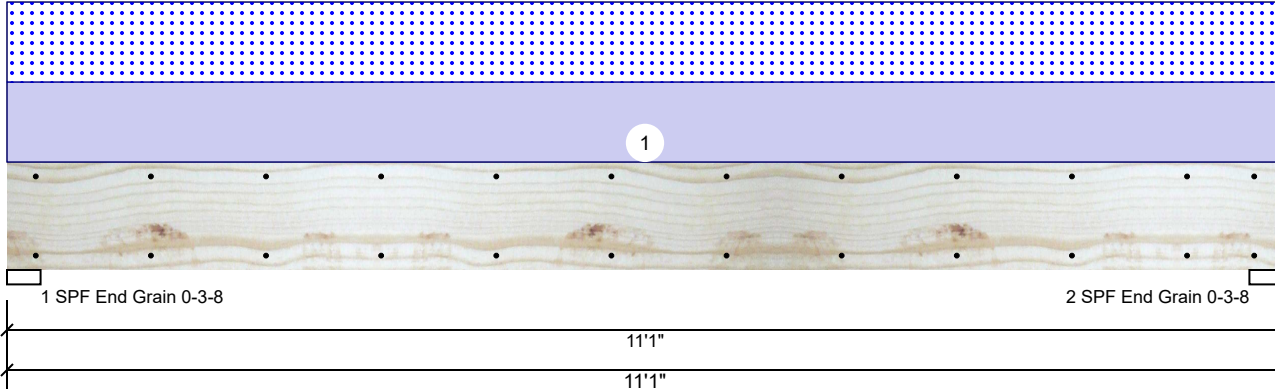 1
1 SPF End Grain 0-3-8
2 SPF End Grain 0-3-8
11'1"
11'1"